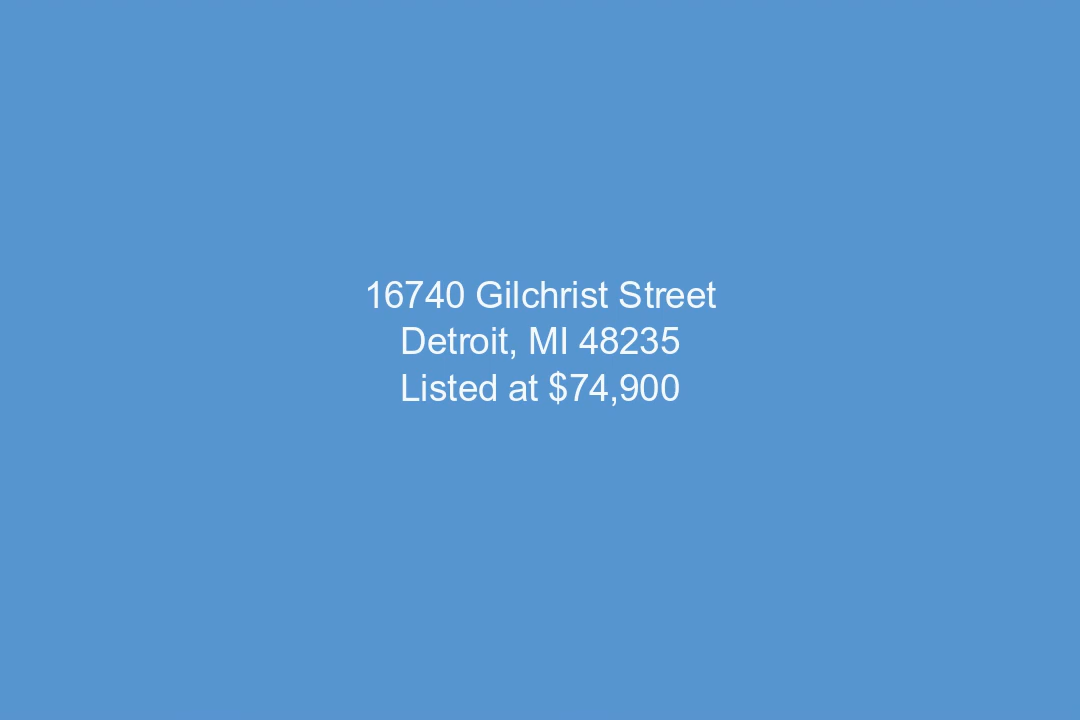 16740 Gilchrist Street
Detroit, MI 48235
Listed at $74,900